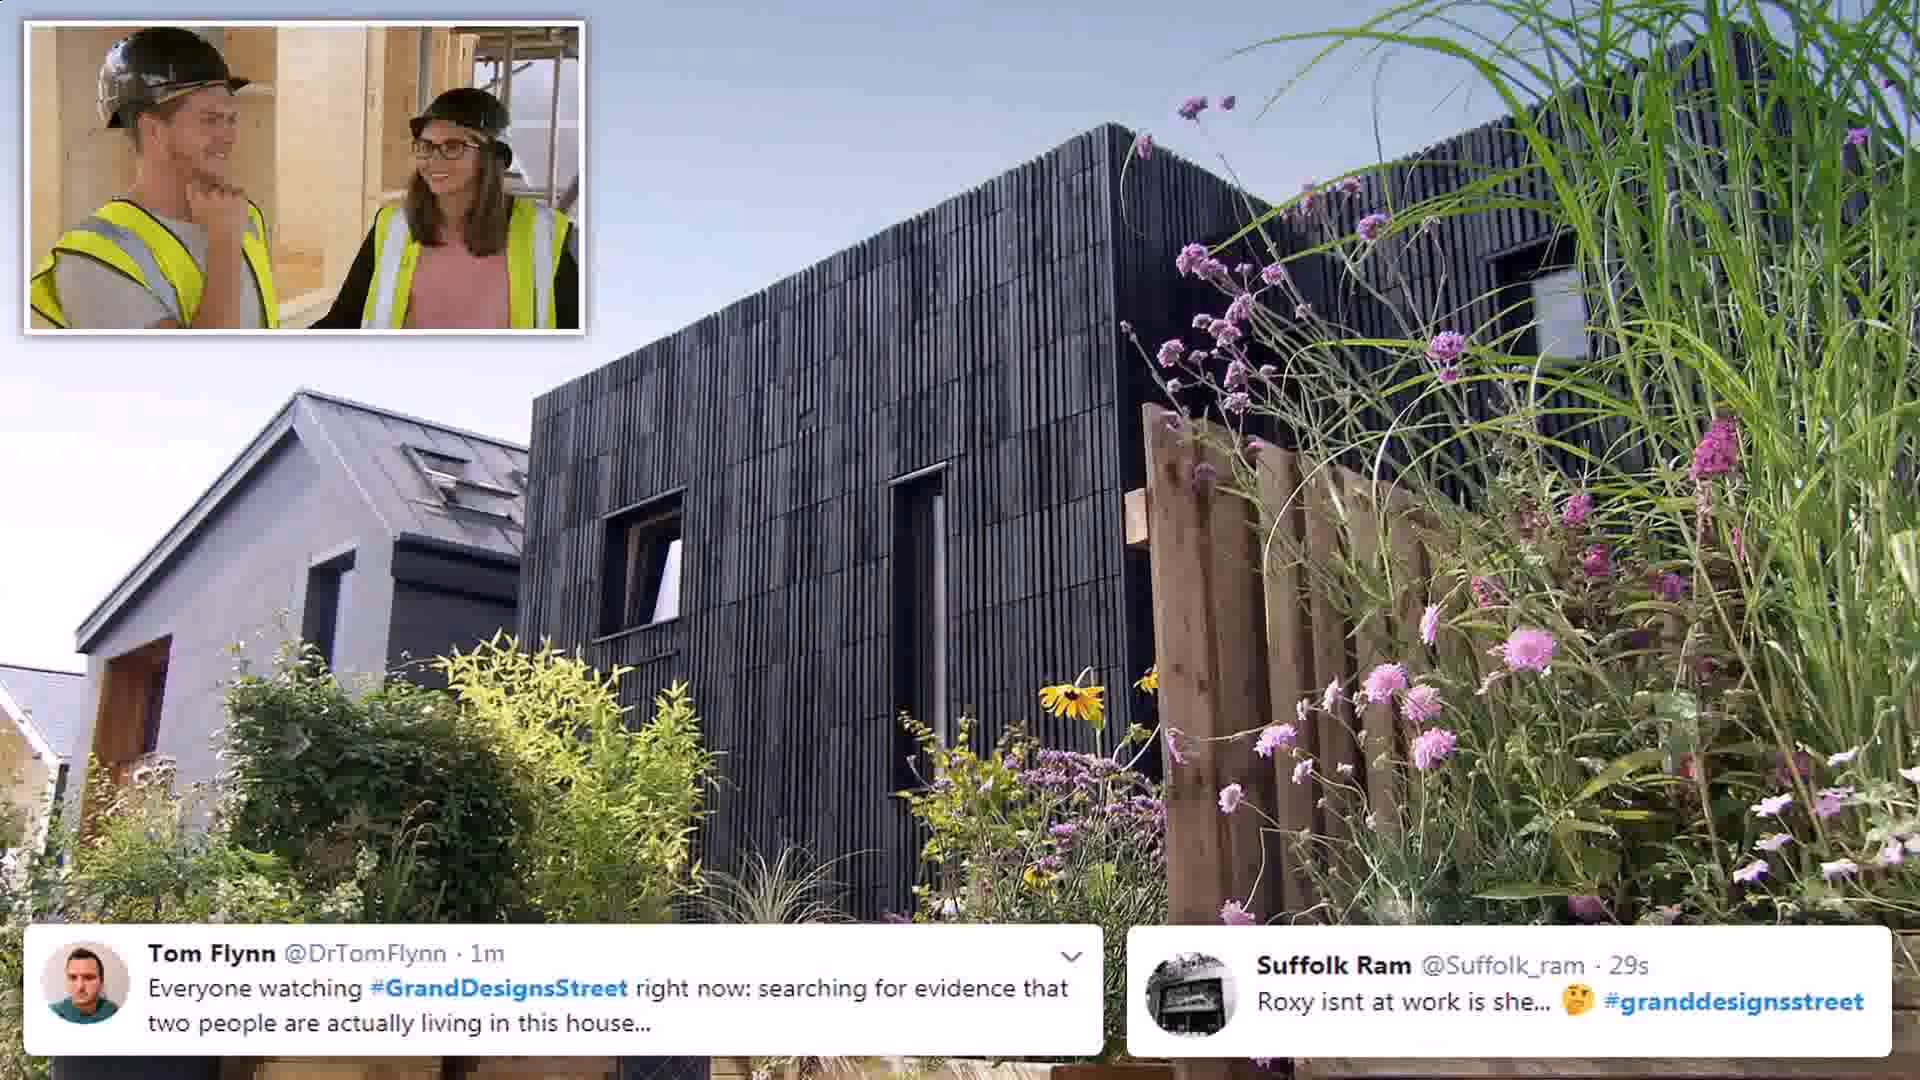 Tom Flynn @DrTomFlynn · 1m
Everyone watching #GrandDesignsStreet right now: searching for evidence that
two people are actually living in this house...
Suffolk Ram @Suffolk_ram · 29s
Roxy isnt at work is she... 🤔 #granddesignsstreet